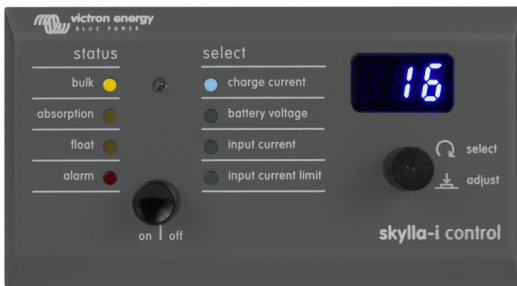 victron energy
BLUE POWER
status
select
bulk
charge current
absorption
battery voltage
float
input current
alarm
input current limit
16
select
adjust
on | off
skylla-i control